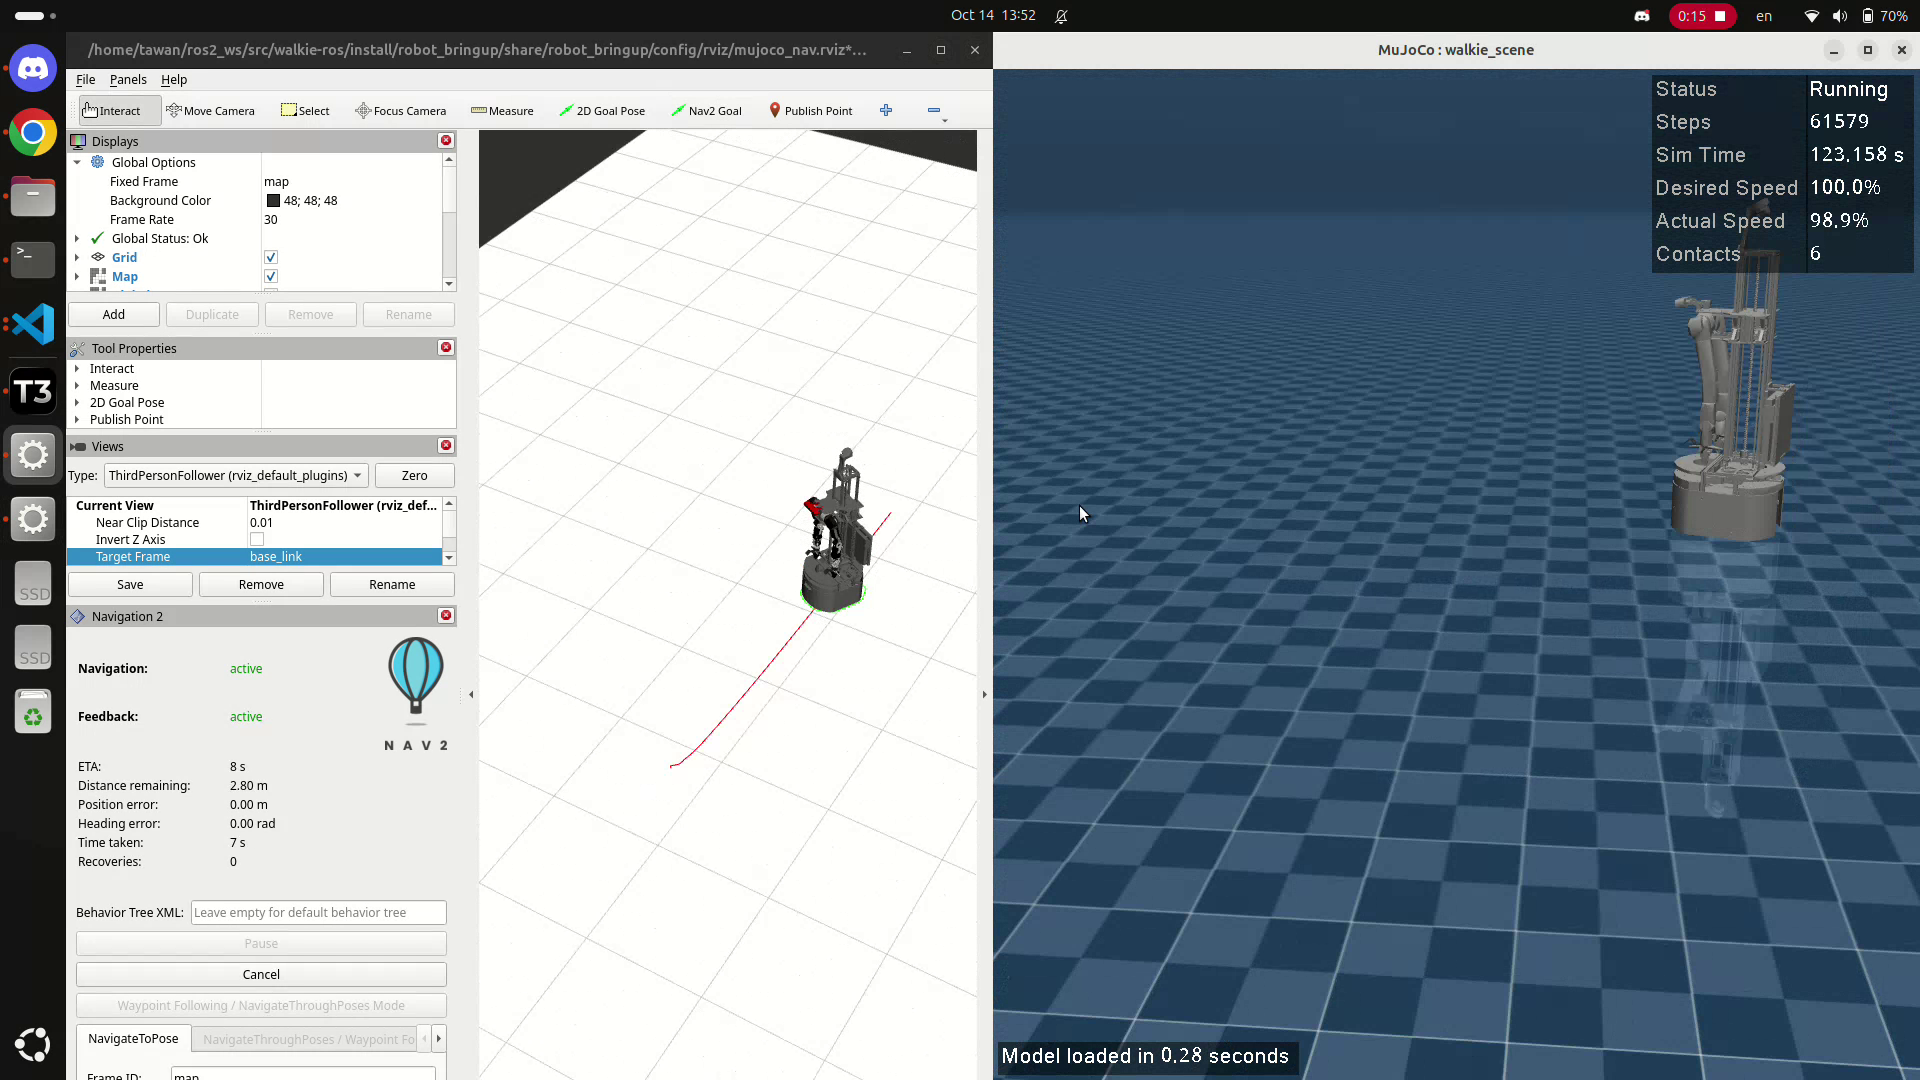 Oct 14 13:52
0:15
en
70%
/home/tawan/ros2_ws/src/walkie-ros/install/robot_bringup/share/robot_bringup/config/rviz/mujoco_nav.rviz*...
MuJoCo : walkie_scene
File Panels Help
Interact Move Camera Select Focus Camera Measure 2D Goal Pose Nav2 Goal Publish Point
Displays
Global Options
Fixed Frame map
Background Color 48; 48; 48
Frame Rate 30
Global Status: Ok
Grid
Map
Add Duplicate Remove Rename
Tool Properties
Interact
Measure
2D Goal Pose
Publish Point
Views
Type: ThirdPersonFollower (rviz_default_plugins) Zero
Current View ThirdPersonFollower (rviz_def...
Near Clip Distance 0.01
Invert Z Axis
Target Frame base_link
Save Remove Rename
Navigation 2
Navigation: active
Feedback: active
NAV2
ETA: 8 s
Distance remaining: 2.80 m
Position error: 0.00 m
Heading error: 0.00 rad
Time taken: 7 s
Recoveries: 0
Behavior Tree XML: Leave empty for default behavior tree
Pause
Cancel
Waypoint Following / NavigateThroughPoses Mode
NavigateToPose NavigateThroughPoses / Waypoint Fo
Frame ID: map
T3
SSD
SSD
Status Running
Steps 61579
Sim Time 123.158 s
Desired Speed 100.0%
Actual Speed 98.9%
Contacts 6
Model loaded in 0.28 seconds